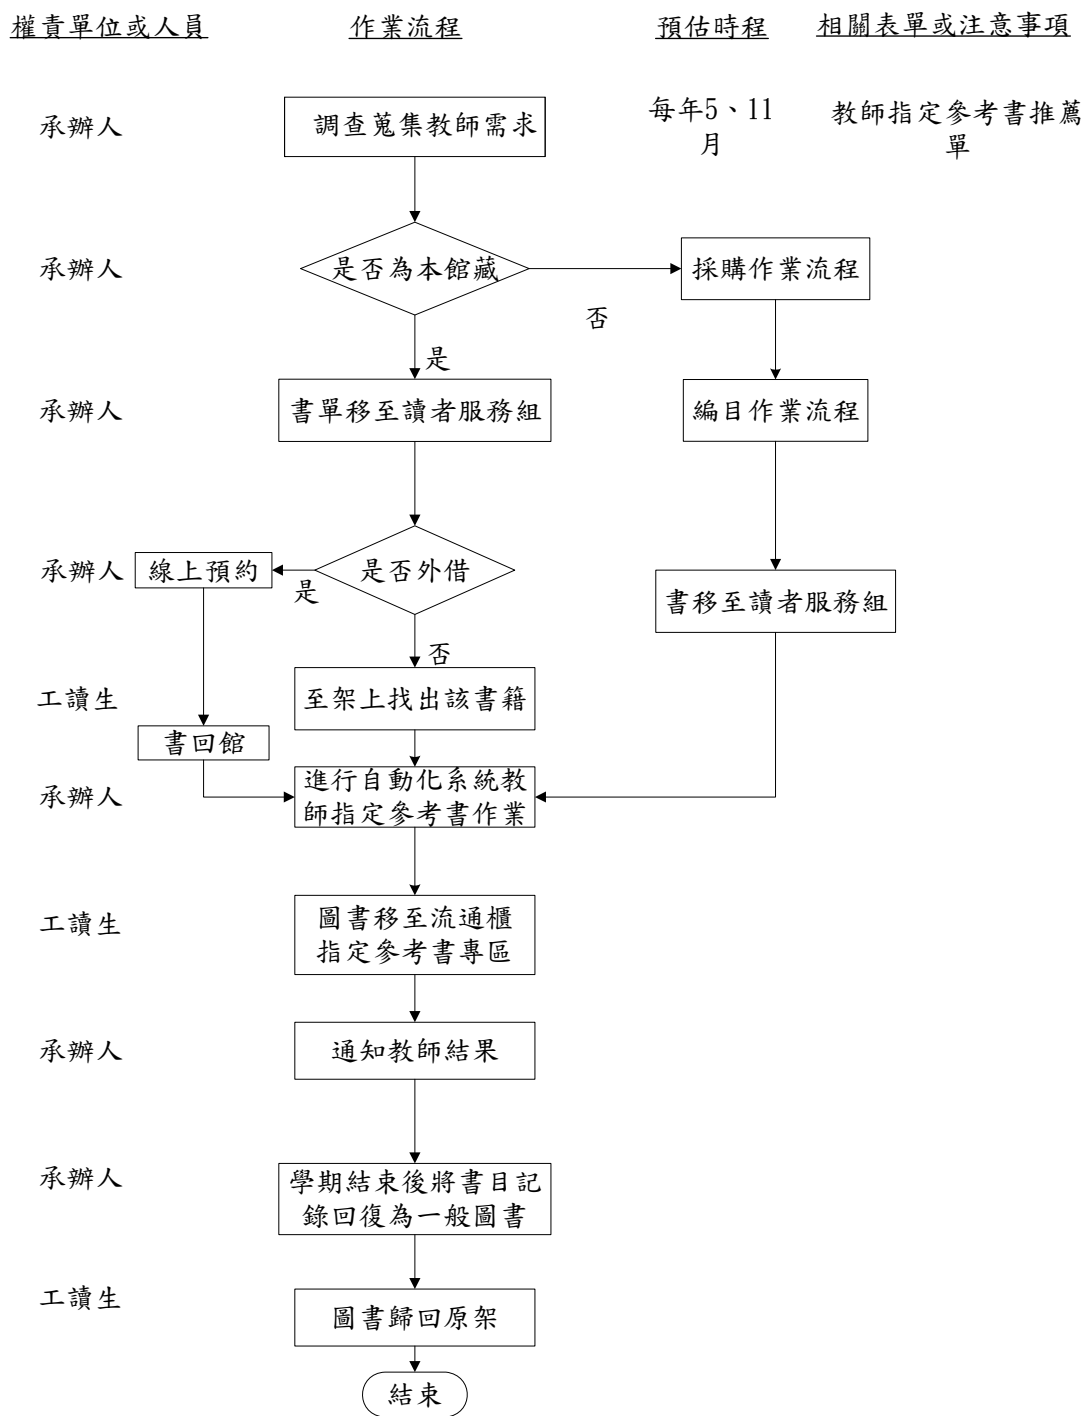 權責單位或人員
作業流程
預估時程
相關表單或注意事項
承辦人
調查蒐集教師需求
每年5、11
月
教師指定參考書推薦
單
承辦人
是否為本館藏
採購作業流程
否
是
承辦人
書單移至讀者服務組
編目作業流程
承辦人
線上預約
是
是否外借
書移至讀者服務組
否
工讀生
至架上找出該書籍
書回館
承辦人
進行自動化系統教
師指定參考書作業
工讀生
圖書移至流通櫃
指定參考書專區
承辦人
通知教師結果
承辦人
學期結束後將書目記
錄回復為一般圖書
工讀生
圖書歸回原架
結束